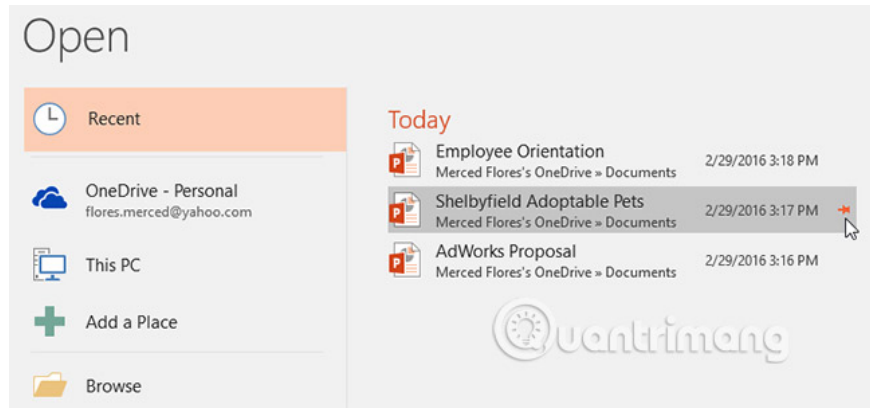 Open
Recent
OneDrive - Personal
flores.merced@yahoo.com
This PC
Add a Place
Browse
Today
Employee Orientation
Merced Flores's OneDrive » Documents
2/29/2016 3:18 PM
Shelbyfield Adoptable Pets
Merced Flores's OneDrive » Documents
2/29/2016 3:17 PM
AdWorks Proposal
Merced Flores's OneDrive » Documents
2/29/2016 3:16 PM
Quantrimang